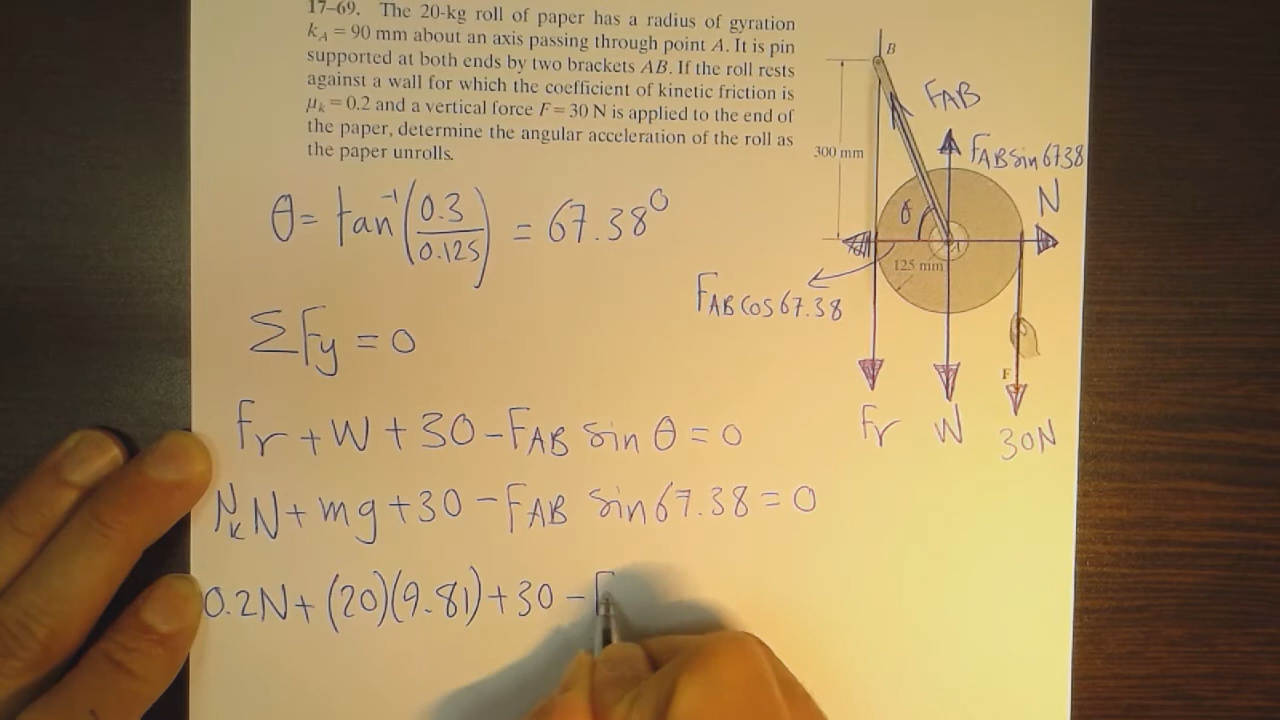 17–69. The 20-kg roll of paper has a radius of gyration
kA = 90 mm about an axis passing through point A. It is pin
supported at both ends by two brackets AB. If the roll rests
against a wall for which the coefficient of kinetic friction is
μk = 0.2 and a vertical force F = 30 N is applied to the end of
the paper, determine the angular acceleration of the roll as
the paper unrolls.
B
FAB
300 mm
FAB sin 67.38
N
θ
A
125 mm
FAB cos 67.38
F
Fr W 30N
θ = tan⁻¹(0.3/0.125) = 67.38°
ΣFy = 0
Fr + W + 30 - FAB sin θ = 0
μkN + mg + 30 - FAB sin 67.38 = 0
0.2N + (20)(9.81) + 30 - F